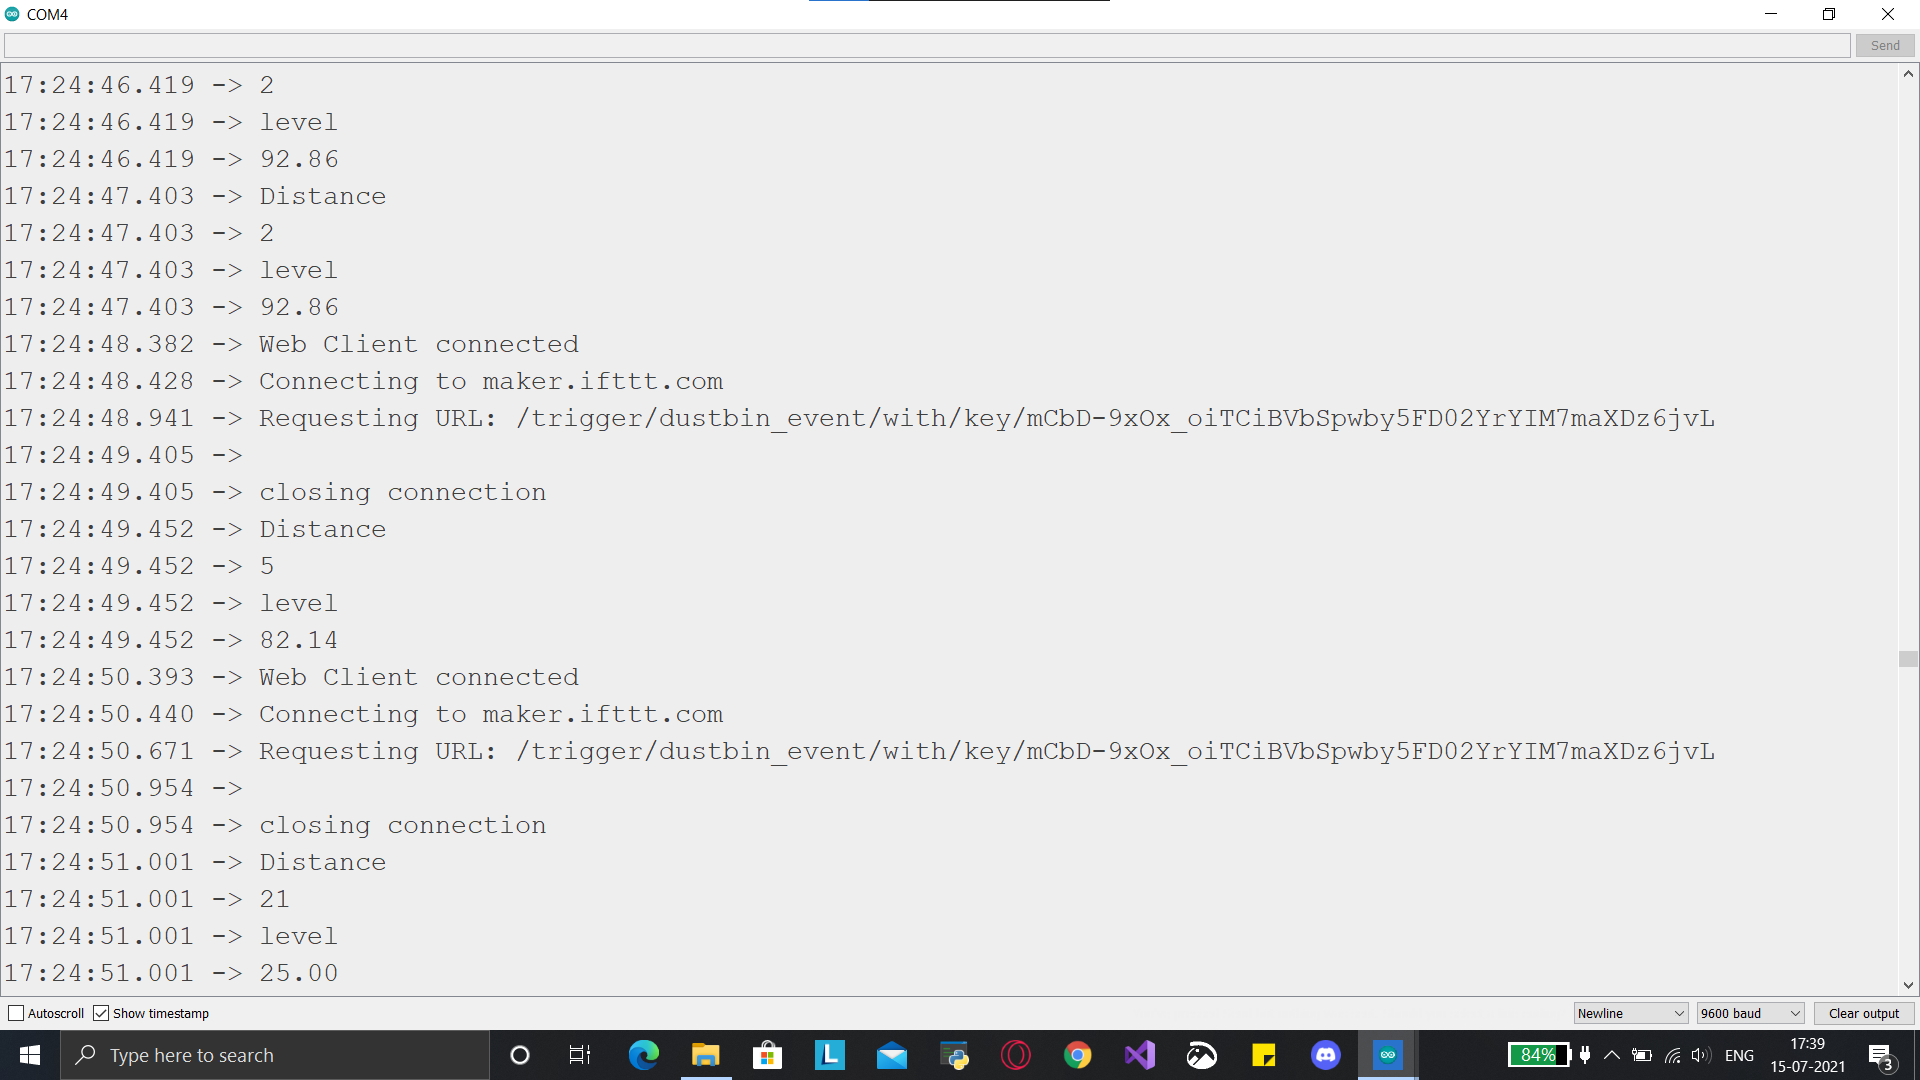 COM4
Send
17:24:46.419 -> 2
17:24:46.419 -> level
17:24:46.419 -> 92.86
17:24:47.403 -> Distance
17:24:47.403 -> 2
17:24:47.403 -> level
17:24:47.403 -> 92.86
17:24:48.382 -> Web Client connected
17:24:48.428 -> Connecting to maker.ifttt.com
17:24:48.941 -> Requesting URL: /trigger/dustbin_event/with/key/mCbD-9xOx_oiTCiBVbSpwby5FD02YrYIM7maXDz6jvL
17:24:49.405 ->
17:24:49.405 -> closing connection
17:24:49.452 -> Distance
17:24:49.452 -> 5
17:24:49.452 -> level
17:24:49.452 -> 82.14
17:24:50.393 -> Web Client connected
17:24:50.440 -> Connecting to maker.ifttt.com
17:24:50.671 -> Requesting URL: /trigger/dustbin_event/with/key/mCbD-9xOx_oiTCiBVbSpwby5FD02YrYIM7maXDz6jvL
17:24:50.954 ->
17:24:50.954 -> closing connection
17:24:51.001 -> Distance
17:24:51.001 -> 21
17:24:51.001 -> level
17:24:51.001 -> 25.00
Autoscroll Show timestamp Newline 9600 baud Clear output
Type here to search L 84% ENG 17:39
15-07-2021 3